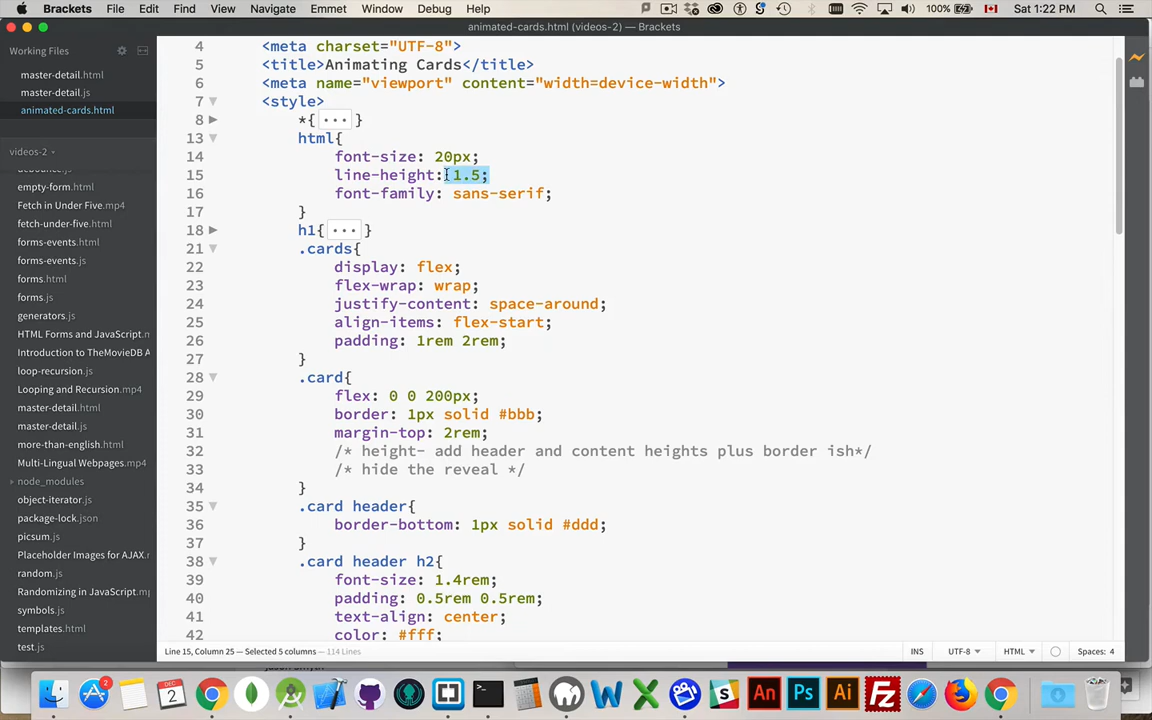 Brackets File Edit Find View Navigate Emmet Window Debug Help 100% Sat 1:22 PM
animated-cards.html (videos-2) — Brackets
Working Files
master-detail.html
master-detail.js
animated-cards.html
videos-2
empty-form.html
Fetch in Under Five.mp4
fetch-under-five.html
forms-events.html
forms-events.js
forms.html
forms.js
generators.js
HTML Forms and JavaScript.m
Introduction to TheMovieDB A
loop-recursion.js
Looping and Recursion.mp4
master-detail.html
master-detail.js
more-than-english.html
Multi-Lingual Webpages.mp4
node_modules
object-iterator.js
package-lock.json
picsum.js
Placeholder Images for AJAX.m
random.js
Randomizing in JavaScript.mp
symbols.js
templates.html
test.js
4 <meta charset="UTF-8">
5 <title>Animating Cards</title>
6 <meta name="viewport" content="width=device-width">
7 <style>
8 *{ ... }
13 html{
14 font-size: 20px;
15 line-height: 1.5;
16 font-family: sans-serif;
17 }
18 h1{ ... }
21 .cards{
22 display: flex;
23 flex-wrap: wrap;
24 justify-content: space-around;
25 align-items: flex-start;
26 padding: 1rem 2rem;
27 }
28 .card{
29 flex: 0 0 200px;
30 border: 1px solid #bbb;
31 margin-top: 2rem;
32 /* height- add header and content heights plus border ish*/
33 /* hide the reveal */
34 }
35 .card header{
36 border-bottom: 1px solid #ddd;
37 }
38 .card header h2{
39 font-size: 1.4rem;
40 padding: 0.5rem 0.5rem;
41 text-align: center;
42 color: #fff;
Line 15, Column 25 — Selected 5 columns — 114 Lines
INS UTF-8 HTML Spaces: 4
2
DEC
2
An
Ps
Ai
Fz